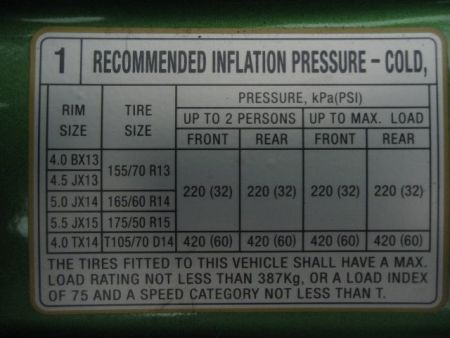 1 RECOMMENDED INFLATION PRESSURE – COLD,
RIM SIZE TIRE SIZE PRESSURE, kPa(PSI)
UP TO 2 PERSONS UP TO MAX. LOAD
FRONT REAR FRONT REAR
4.0 BX13
4.5 JX13 155/70 R13
5.0 JX14 165/60 R14 220 (32) 220 (32) 220 (32) 220 (32)
5.5 JX15 175/50 R15
4.0 TX14 T105/70 D14 420 (60) 420 (60) 420 (60) 420 (60)
THE TIRES FITTED TO THIS VEHICLE SHALL HAVE A MAX.
LOAD RATING NOT LESS THAN 387Kg, OR A LOAD INDEX
OF 75 AND A SPEED CATEGORY NOT LESS THAN T.